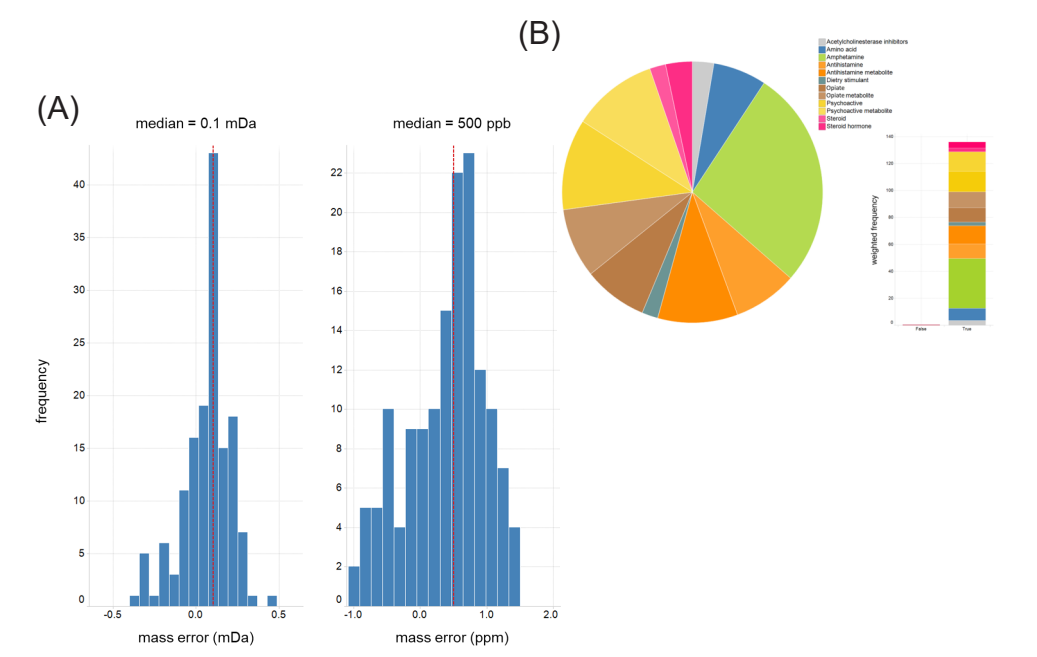 (A)
median = 0.1 mDa
frequency
40
35
30
25
20
15
10
5
0
-0.5
0.0
0.5
mass error (mDa)
median = 500 ppb
22
20
18
16
14
12
10
8
6
4
2
0
-1.0
0.0
1.0
2.0
mass error (ppm)
(B)
Acetylcholinesterase inhibitors
Amino acid
Amphetamine
Antihistamine
Antihistamine metabolite
Dietry stimulant
Opiate
Opiate metabolite
Psychoactive
Psychoactive metabolite
Steroid
Steroid hormone
weighted frequency
140
120
100
80
60
40
20
0
False
True